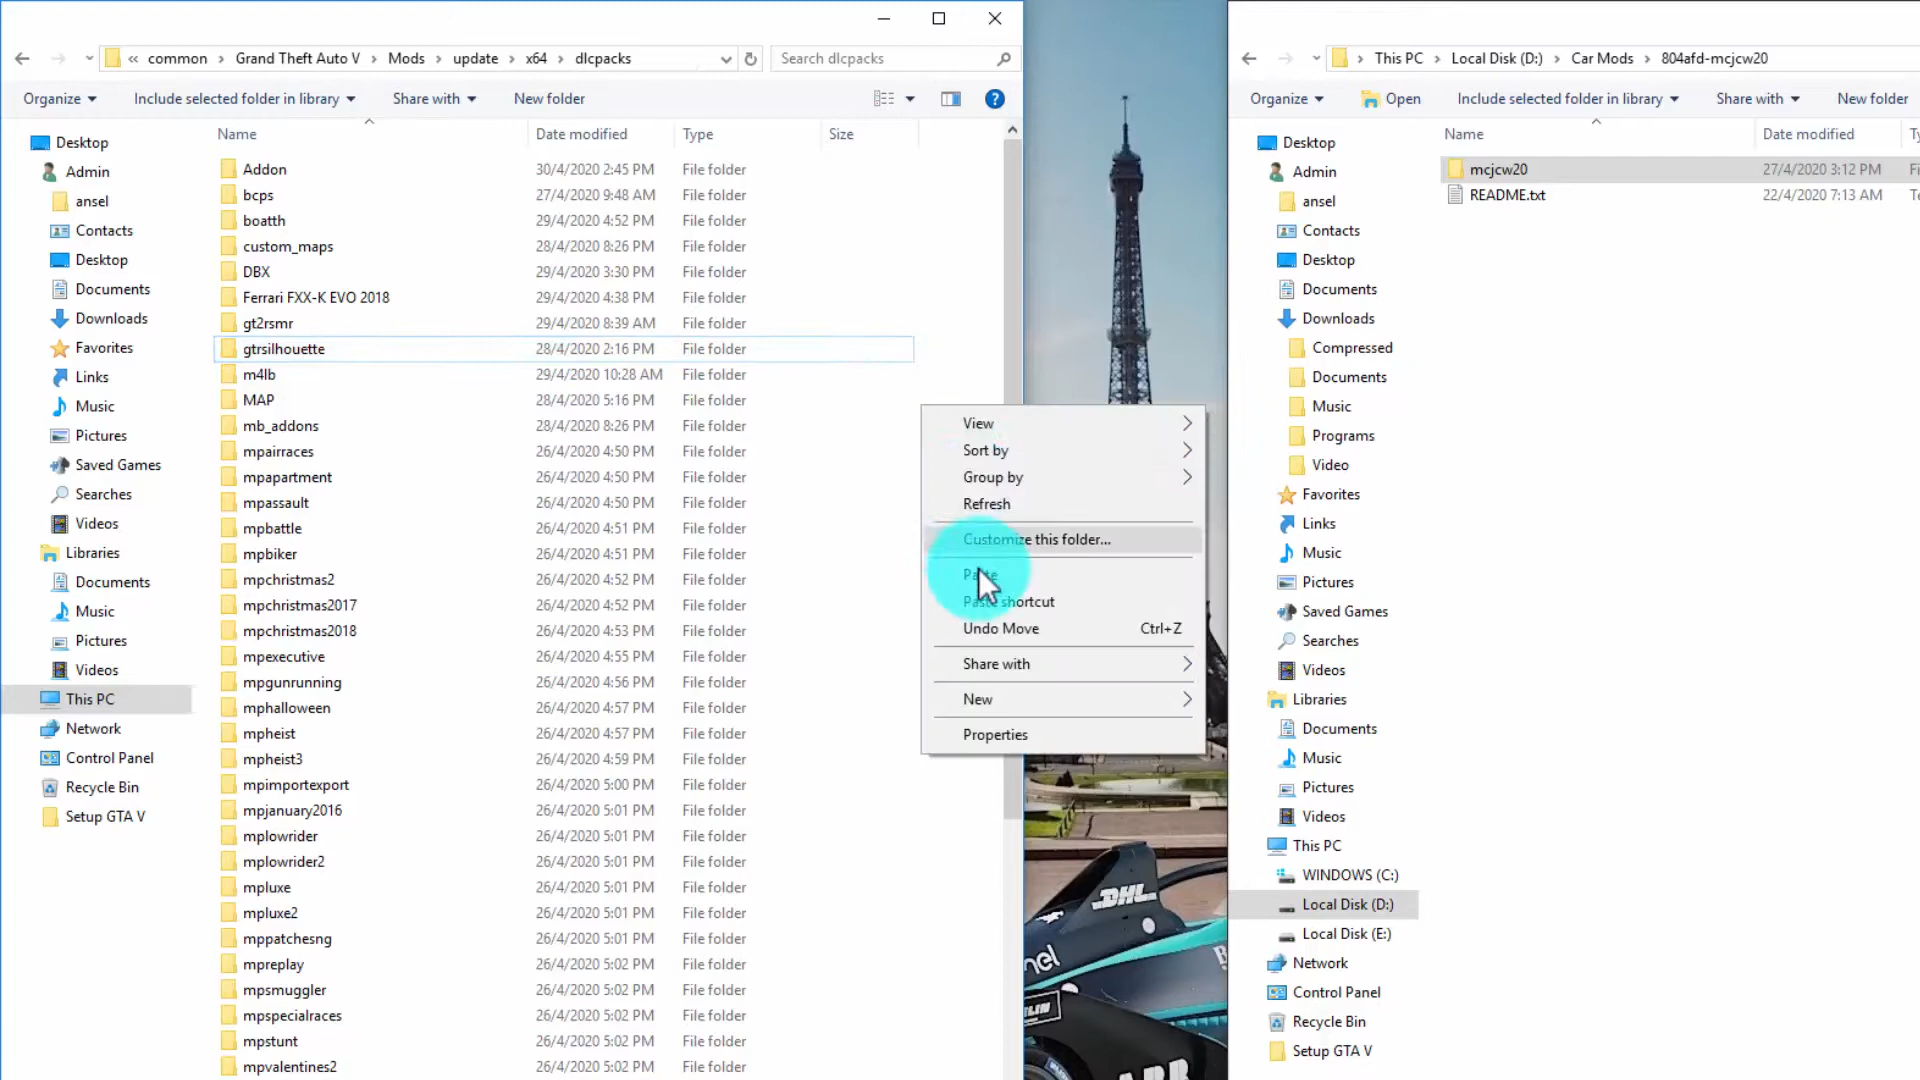 « common › Grand Theft Auto V › Mods › update › x64 › dlcpacks
Search dlcpacks
Organize
Include selected folder in library
Share with
New folder
Name
Date modified
Type
Size
Desktop
Admin
ansel
Contacts
Desktop
Documents
Downloads
Favorites
Links
Music
Pictures
Saved Games
Searches
Videos
Libraries
Documents
Music
Pictures
Videos
This PC
Network
Control Panel
Recycle Bin
Setup GTA V
Addon 30/4/2020 2:45 PM File folder
bcps 27/4/2020 9:48 AM File folder
boatth 29/4/2020 4:52 PM File folder
custom_maps 28/4/2020 8:26 PM File folder
DBX 29/4/2020 3:30 PM File folder
Ferrari FXX-K EVO 2018 29/4/2020 4:38 PM File folder
gt2rsmr 29/4/2020 8:39 AM File folder
gtrsilhouette 28/4/2020 2:16 PM File folder
m4lb 29/4/2020 10:28 AM File folder
MAP 28/4/2020 5:16 PM File folder
mb_addons 28/4/2020 8:26 PM File folder
mpairraces 26/4/2020 4:50 PM File folder
mpapartment 26/4/2020 4:50 PM File folder
mpassault 26/4/2020 4:50 PM File folder
mpbattle 26/4/2020 4:51 PM File folder
mpbiker 26/4/2020 4:51 PM File folder
mpchristmas2 26/4/2020 4:52 PM File folder
mpchristmas2017 26/4/2020 4:52 PM File folder
mpchristmas2018 26/4/2020 4:53 PM File folder
mpexecutive 26/4/2020 4:55 PM File folder
mpgunrunning 26/4/2020 4:56 PM File folder
mphalloween 26/4/2020 4:57 PM File folder
mpheist 26/4/2020 4:57 PM File folder
mpheist3 26/4/2020 4:59 PM File folder
mpimportexport 26/4/2020 5:00 PM File folder
mpjanuary2016 26/4/2020 5:01 PM File folder
mplowrider 26/4/2020 5:01 PM File folder
mplowrider2 26/4/2020 5:01 PM File folder
mpluxe 26/4/2020 5:01 PM File folder
mpluxe2 26/4/2020 5:01 PM File folder
mppatchesng 26/4/2020 5:01 PM File folder
mpreplay 26/4/2020 5:02 PM File folder
mpsmuggler 26/4/2020 5:02 PM File folder
mpspecialraces 26/4/2020 5:02 PM File folder
mpstunt 26/4/2020 5:02 PM File folder
mpvalentines2 26/4/2020 5:02 PM File folder
View
Sort by
Group by
Refresh
Customize this folder...
Paste
Paste shortcut
Undo Move Ctrl+Z
Share with
New
Properties
DHL
This PC › Local Disk (D:) › Car Mods › 804afd-mcjcw20
Organize
Open
Include selected folder in library
Share with
New folder
Name
Date modified
mcjcw20 27/4/2020 3:12 PM
README.txt 22/4/2020 7:13 AM
Desktop
Admin
ansel
Contacts
Desktop
Documents
Downloads
Compressed
Documents
Music
Programs
Video
Favorites
Links
Music
Pictures
Saved Games
Searches
Videos
Libraries
Documents
Music
Pictures
Videos
This PC
WINDOWS (C:)
Local Disk (D:)
Local Disk (E:)
Network
Control Panel
Recycle Bin
Setup GTA V